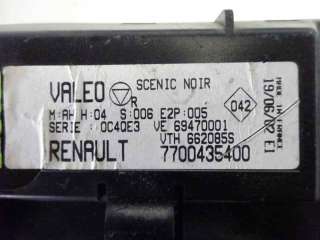 VALEO R SCENIC NOIR
M:AH H:04 S:006 E2P:005
SERIE : 0C4QE3 VE 69470001
VTH 662085S
RENAULT 7700435400
042
19/06/02 E1